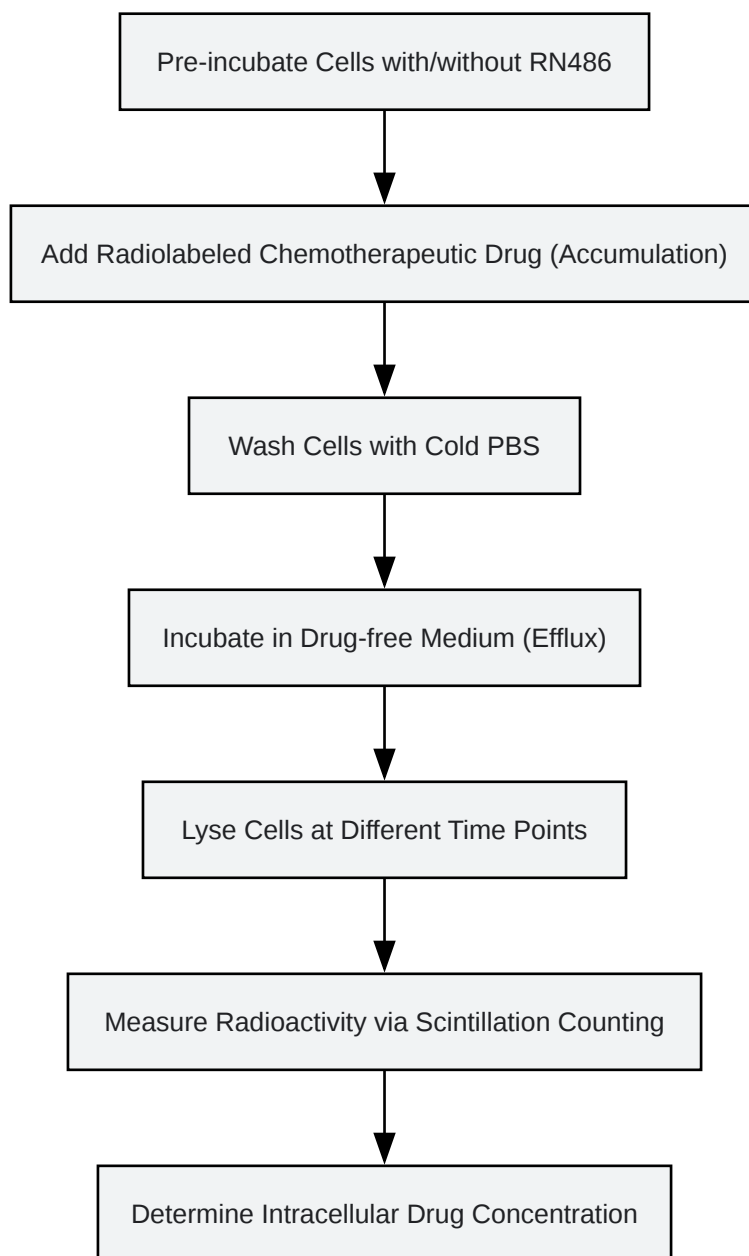 Pre-incubate Cells with/without RN486
Add Radiolabeled Chemotherapeutic Drug (Accumulation)
Wash Cells with Cold PBS
Incubate in Drug-free Medium (Efflux)
Lyse Cells at Different Time Points
Measure Radioactivity via Scintillation Counting
Determine Intracellular Drug Concentration